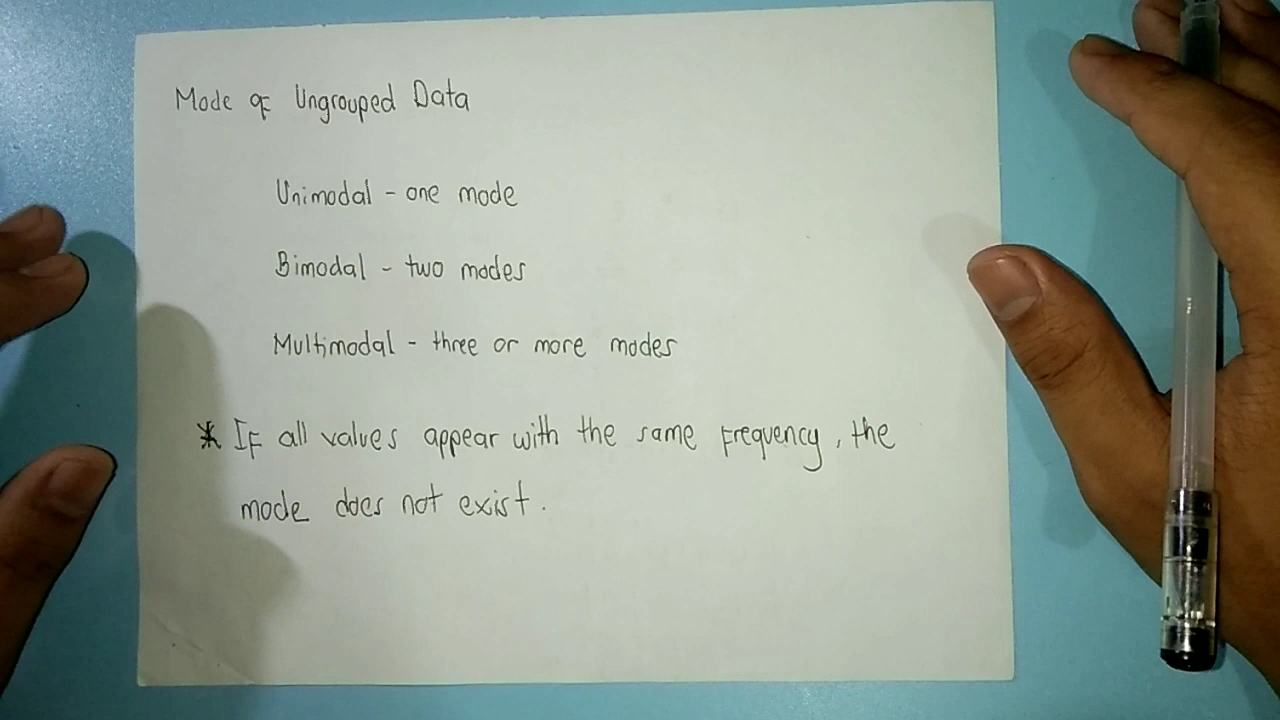 Mode of Ungrouped Data
Unimodal - one mode
Bimodal - two modes
Multimodal - three or more modes
* If all values appear with the same frequency, the
mode does not exist.